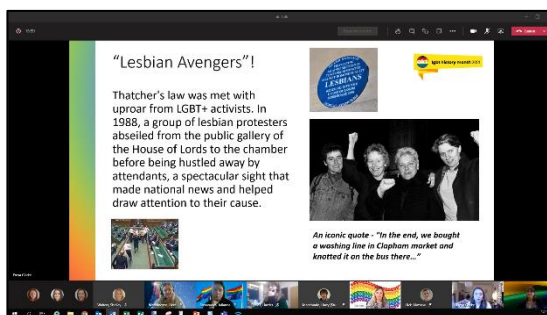 “Lesbian Avengers”!
Thatcher's law was met with
uproar from LGBT+ activists. In
1988, a group of lesbian protesters
abseiled from the public gallery of
the House of Lords to the chamber
before being hustled away by
attendants, a spectacular sight that
made national news and helped
draw attention to their cause.
LESBIANS
lgbt history month 2021
An iconic quote - "In the end, we bought
a washing line in Clapham market and
knotted it on the bus there…"